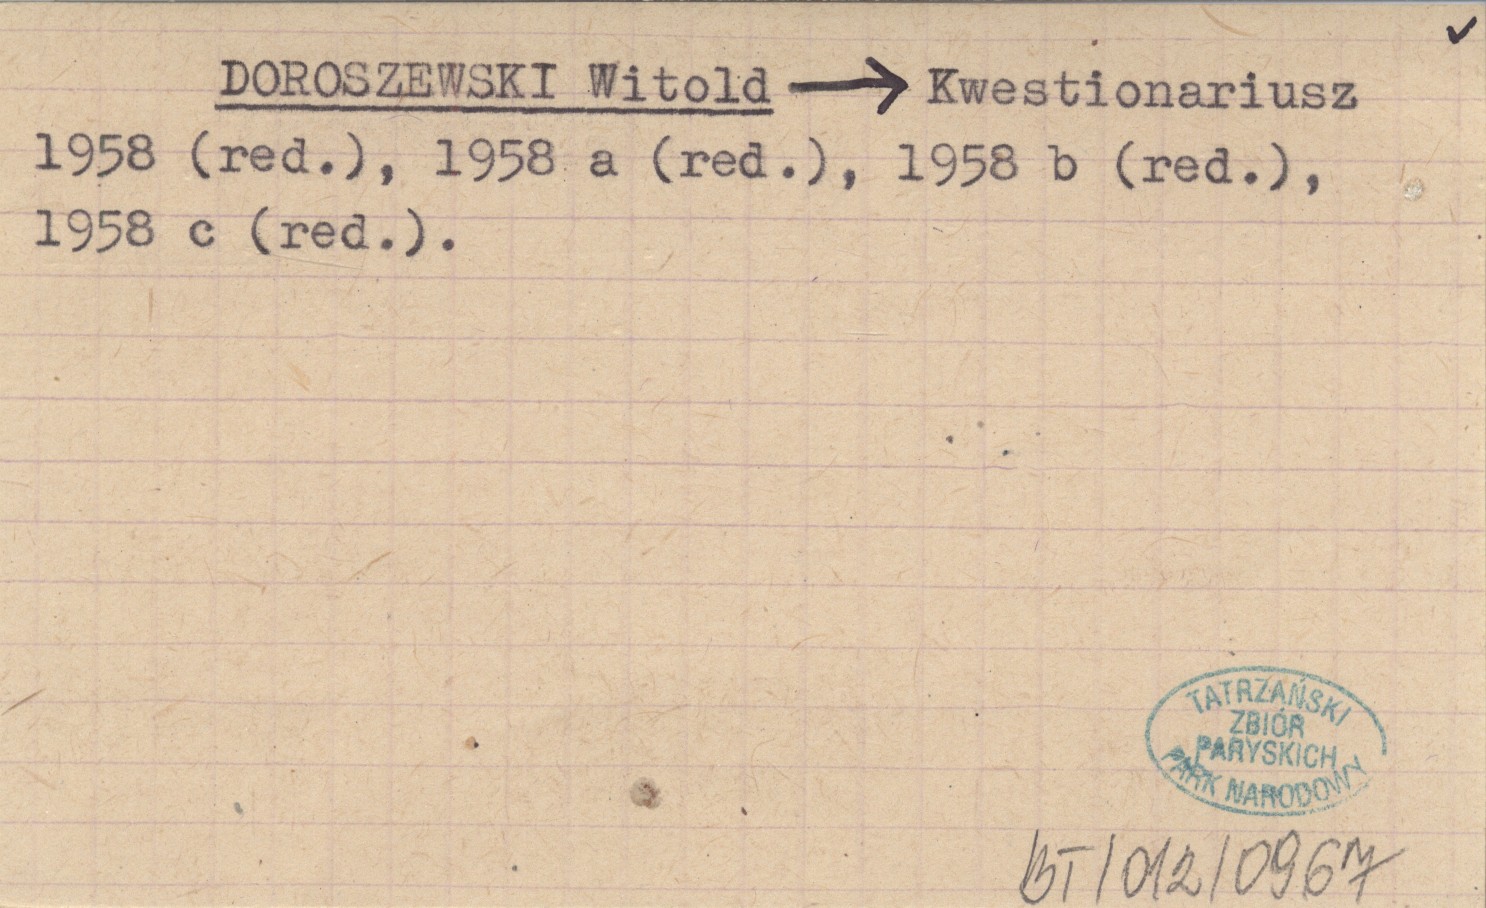 DOROSZEWSKI Witold → Kwestionariusz
1958 (red.), 1958 a (red.), 1958 b (red.),
1958 c (red.).
TATRZAŃSKI
ZBIÓR
PARYSKICH
PARK NARODOWY
BT/012/0967